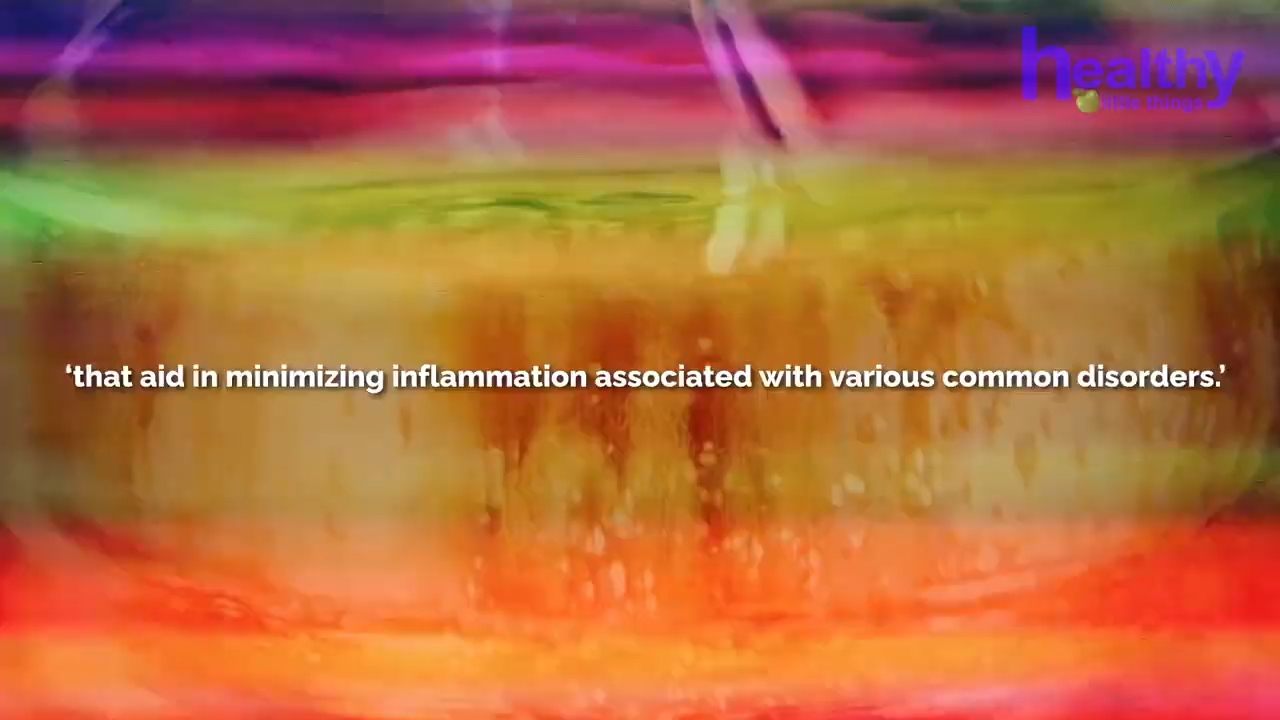 healthy
little things
‘that aid in minimizing inflammation associated with various common disorders.’